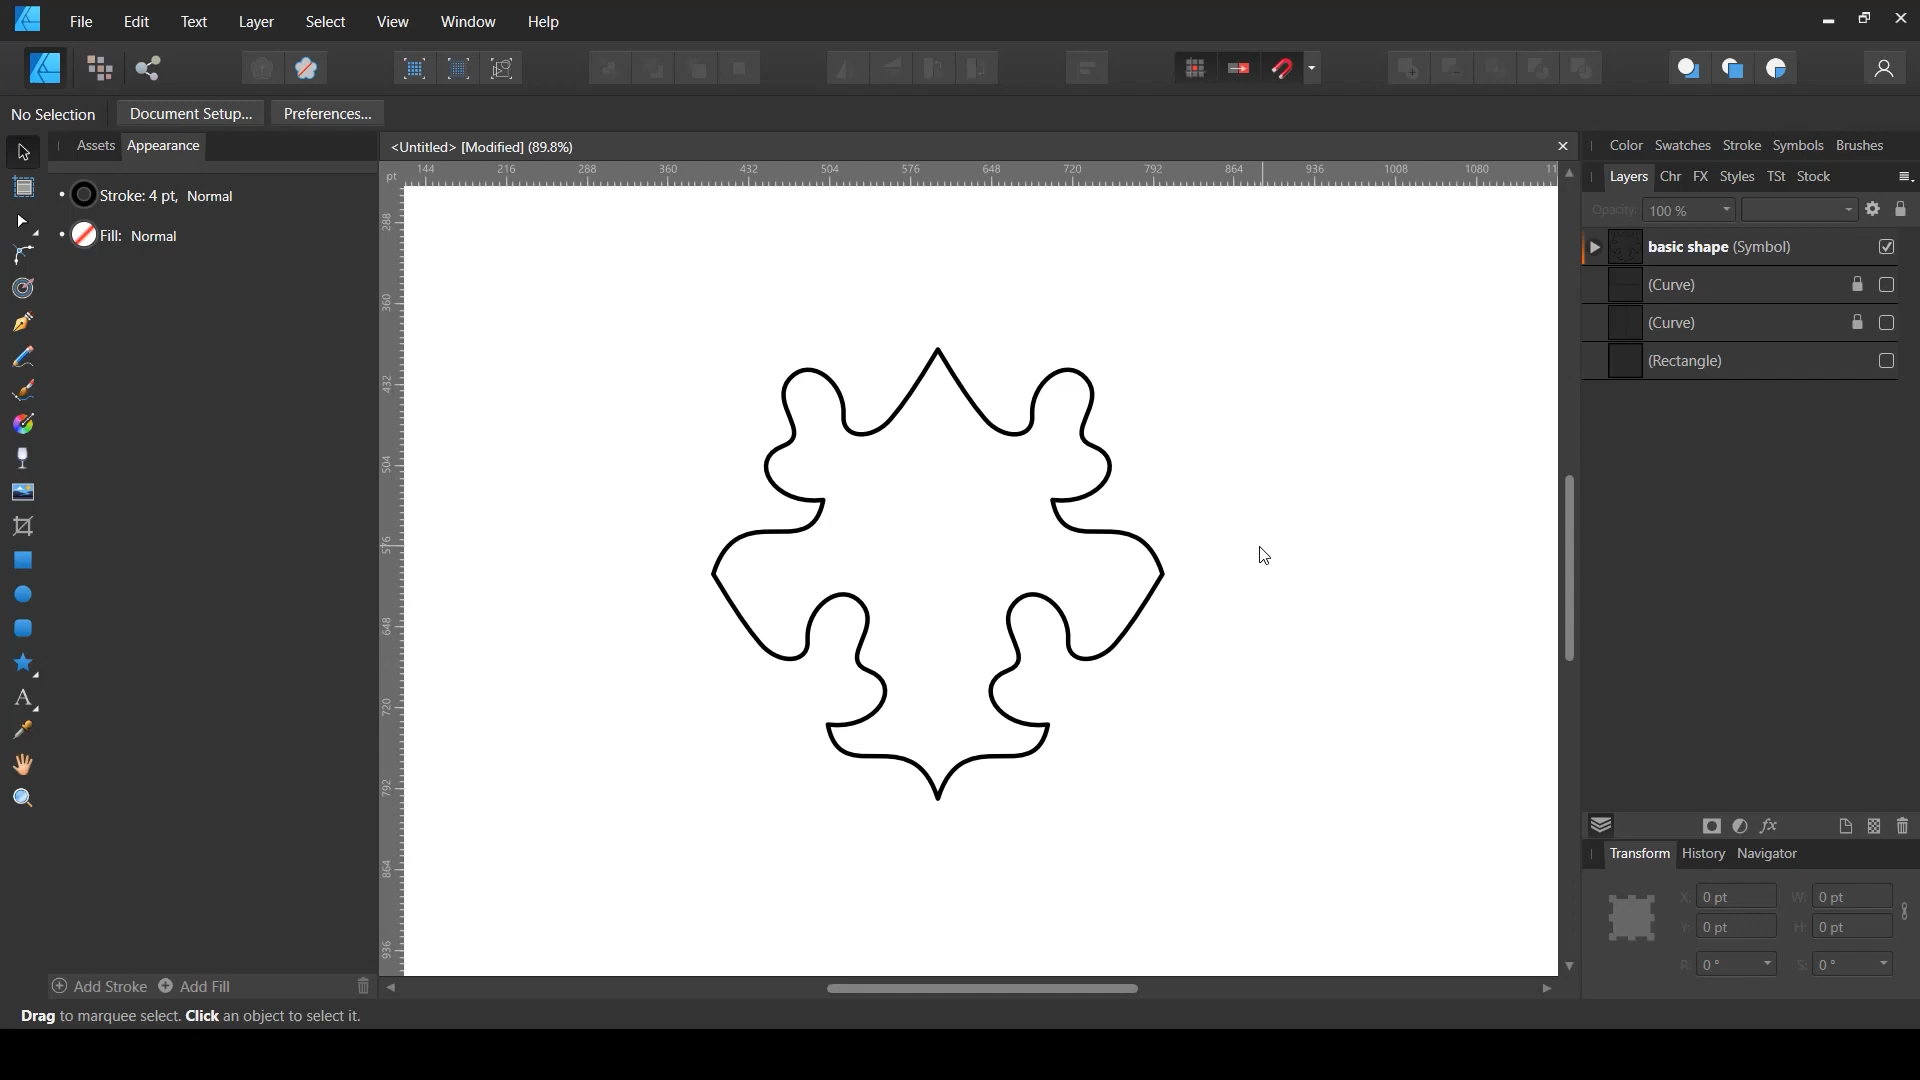 File Edit Text Layer Select View Window Help
No Selection Document Setup... Preferences...
Assets Appearance
<Untitled> [Modified] (89.8%)
Color Swatches Stroke Symbols Brushes
pt 144 216 288 360 432 504 576 648 720 792 864 936 1008 1080 11
Layers Chr FX Styles TSt Stock
Stroke: 4 pt, Normal
Opacity: 100 %
Fill: Normal
basic shape (Symbol)
(Curve)
(Curve)
(Rectangle)
288
360
432
504
576
648
720
792
864
936
fx
Transform History Navigator
X: 0 pt W: 0 pt
Y: 0 pt H: 0 pt
R: 0 ° S: 0 °
Add Stroke Add Fill
Drag to marquee select. Click an object to select it.